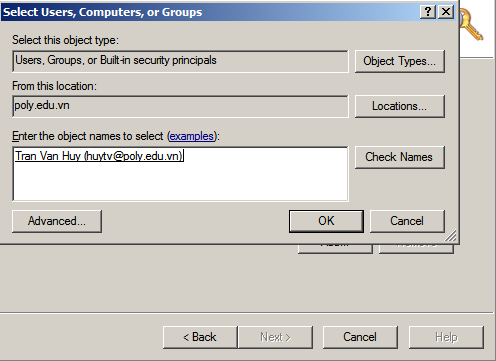 Select Users, Computers, or Groups
Select this object type:
Users, Groups, or Built-in security principals
Object Types...
From this location:
poly.edu.vn
Locations...
Enter the object names to select (examples):
Tran Van Huy (huytv@poly.edu.vn)
Check Names
Advanced...
OK
Cancel
< Back
Next >
Cancel
Help